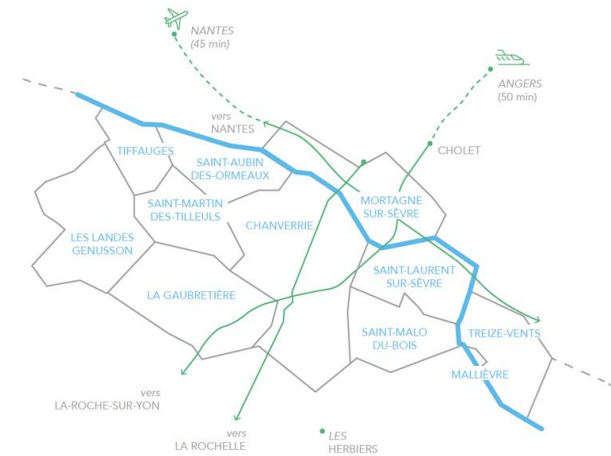 NANTES
(45 min)
ANGERS
(50 min)
vers
NANTES
CHOLET
TIFFAUGES
SAINT-AUBIN
DES-ORMEAUX
SAINT-MARTIN
DES-TILLEULS
MORTAGNE
SUR-SÈVRE
CHANVERRIE
LES LANDES
GENUSSON
SAINT-LAURENT
SUR-SÈVRE
LA GAUBRETIÈRE
SAINT-MALO
DU-BOIS
TREIZE-VENTS
MALLIÈVRE
vers
LA-ROCHE-SUR-YON
vers
LA ROCHELLE
LES
HERBIERS